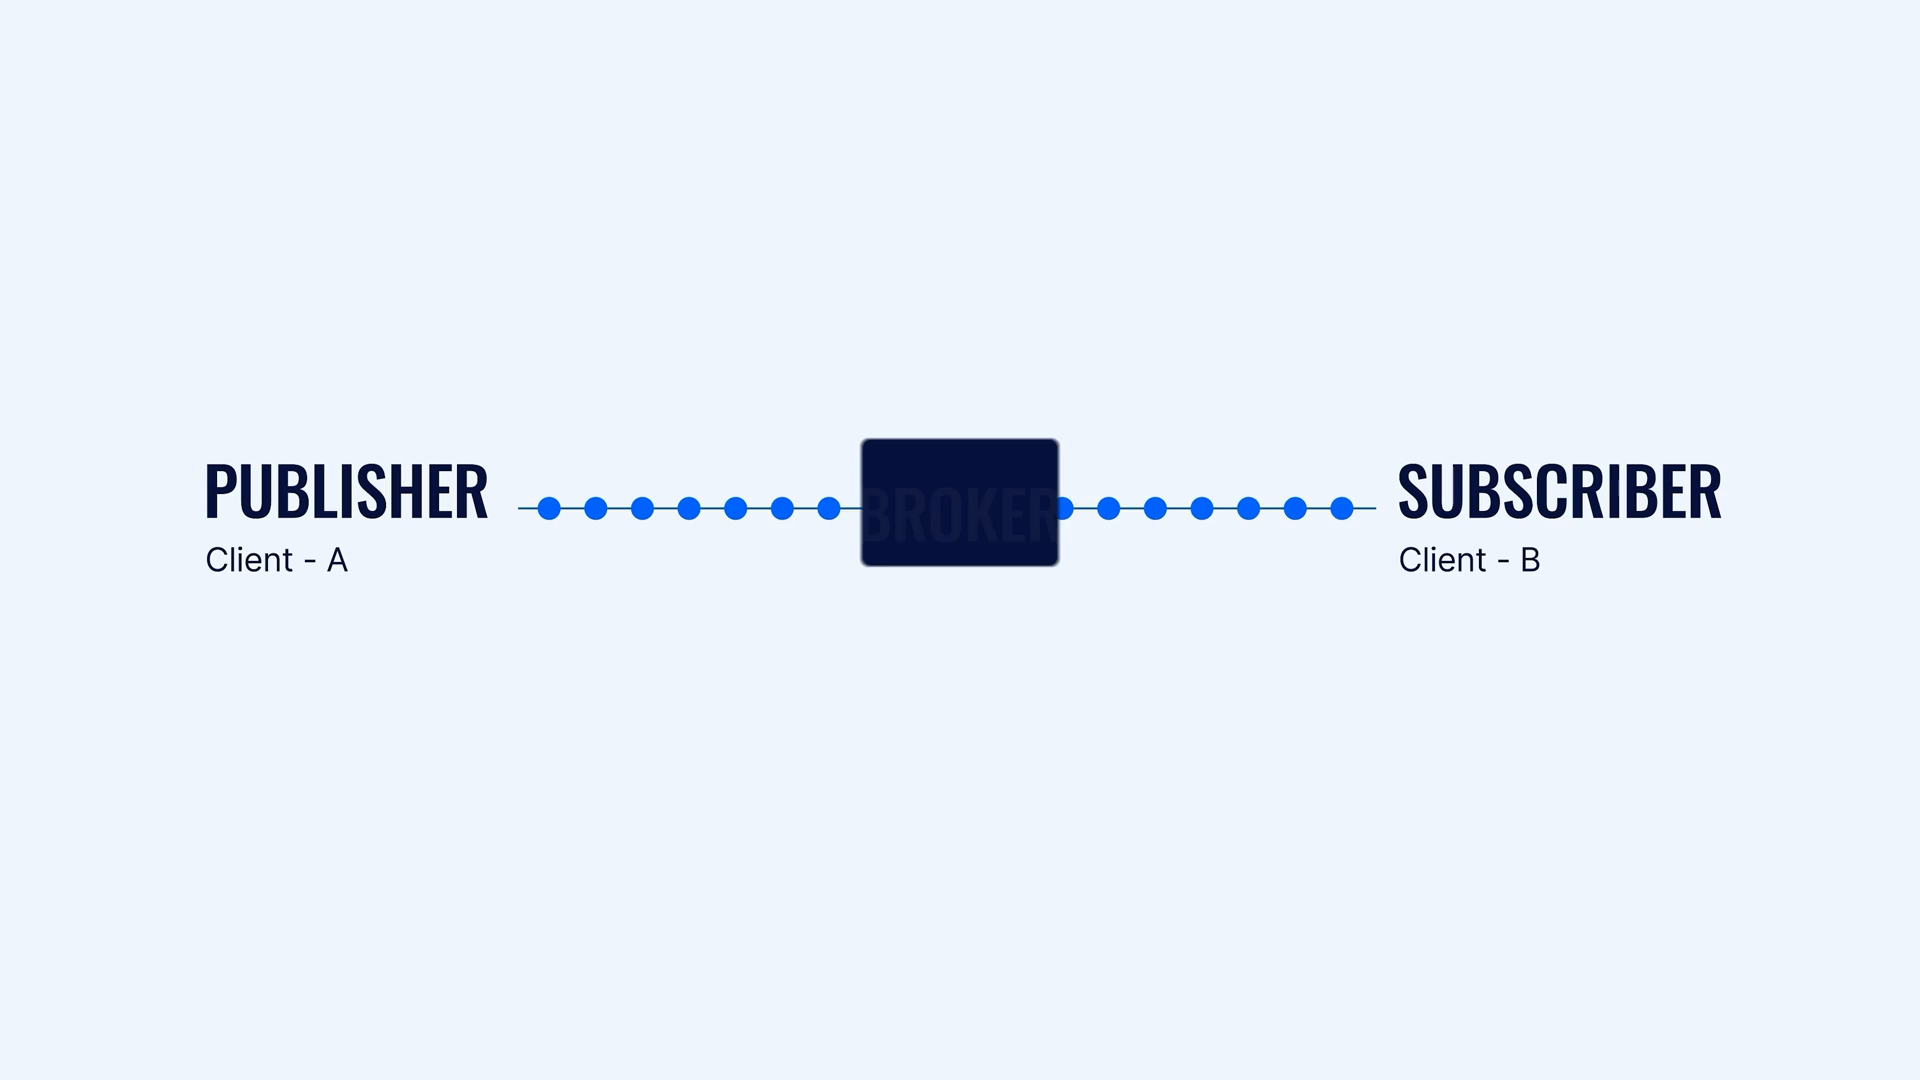 PUBLISHER
Client - A
BROKER
SUBSCRIBER
Client - B